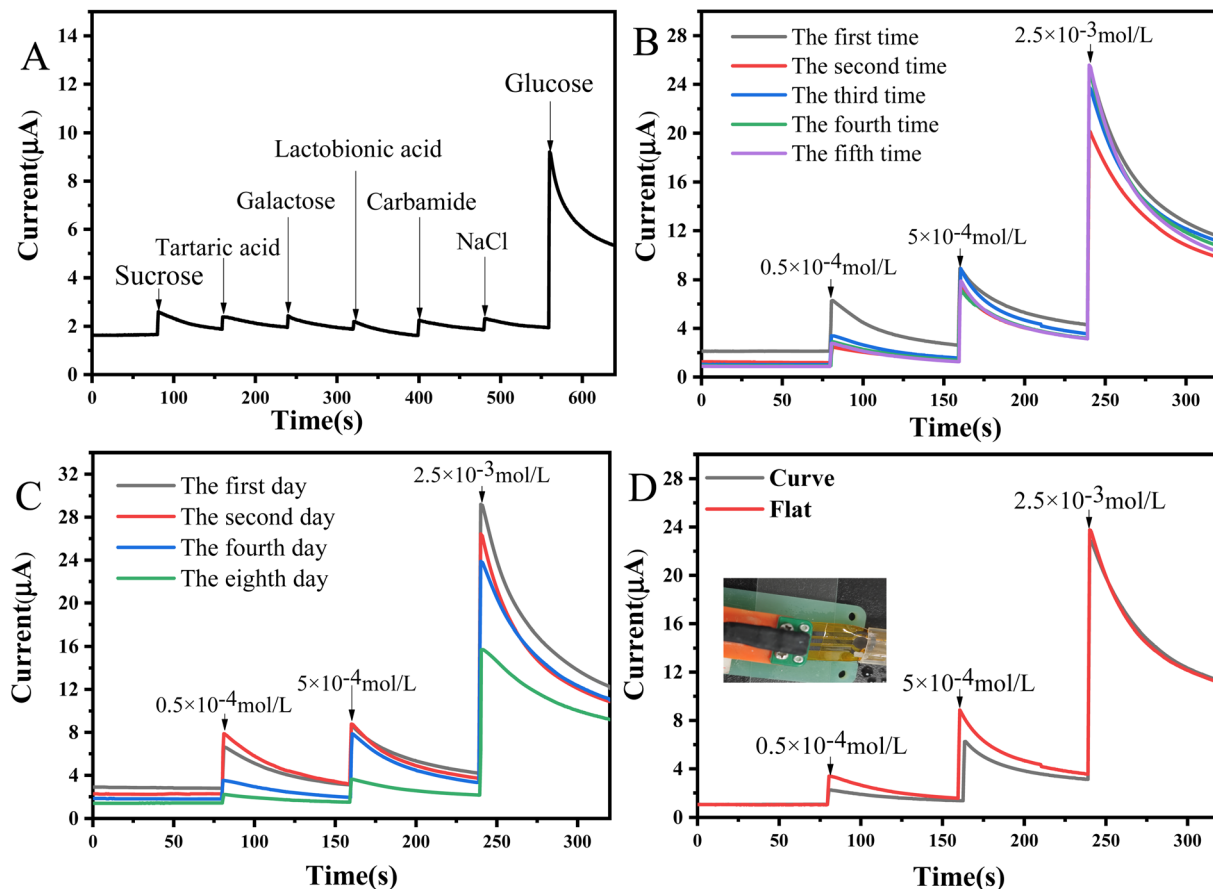 A
14
12
10
8
6
4
2
0
Current(μA)
Glucose
Lactobionic acid
Galactose
Carbamide
Tartaric acid
NaCl
Sucrose
0 100 200 300 400 500 600
Time(s)
B
28
24
20
16
12
8
4
0
Current(μA)
The first time
The second time
The third time
The fourth time
The fifth time
2.5×10-3mol/L
5×10-4mol/L
0.5×10-4mol/L
0 50 100 150 200 250 300
Time(s)
C
32
28
24
20
16
12
8
4
0
Current(μA)
The first day
The second day
The fourth day
The eighth day
2.5×10-3mol/L
0.5×10-4mol/L
5×10-4mol/L
0 50 100 150 200 250 300
Time(s)
D
28
24
20
16
12
8
4
0
Current(μA)
Curve
Flat
2.5×10-3mol/L
5×10-4mol/L
0.5×10-4mol/L
0 50 100 150 200 250 300
Time(s)